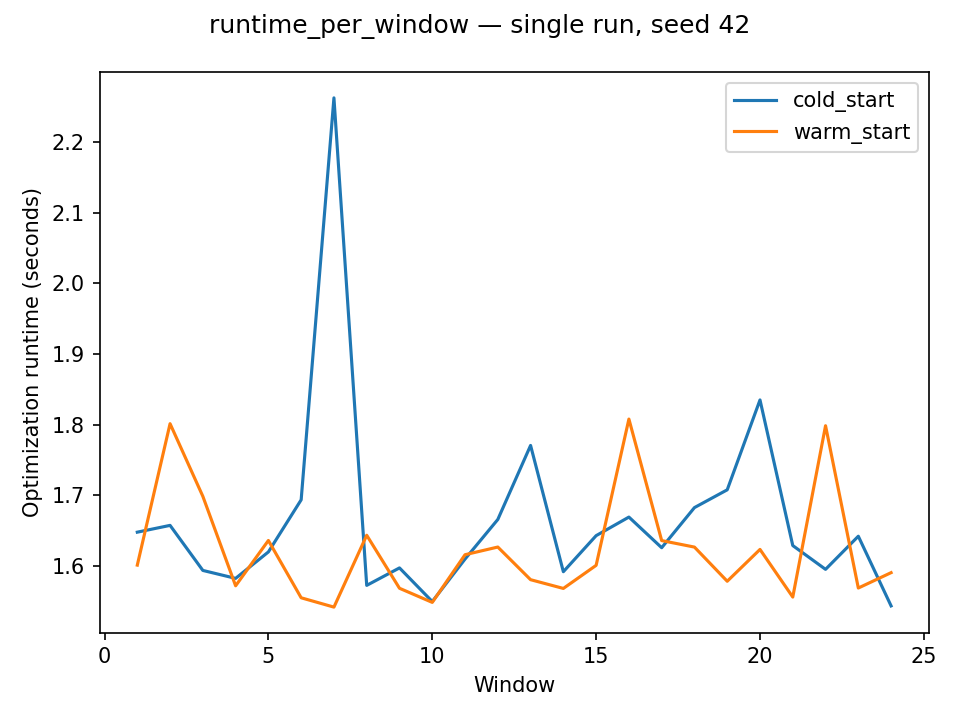 runtime_per_window — single run, seed 42
cold_start
warm_start
Optimization runtime (seconds)
2.2
2.1
2.0
1.9
1.8
1.7
1.6
0 5 10 15 20 25
Window